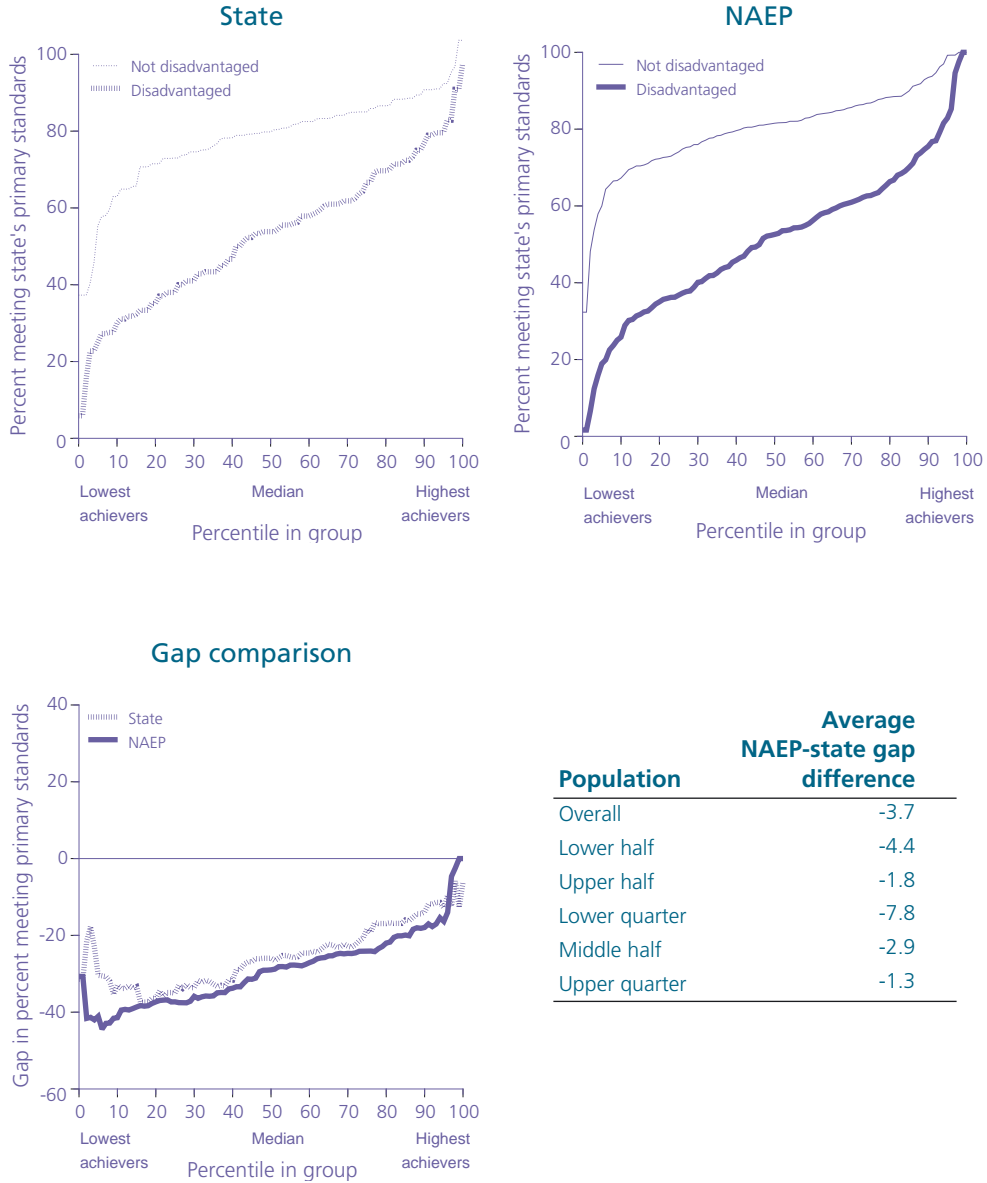 State
Percent meeting state's primary standards
100
80
60
40
20
0
Not disadvantaged
Disadvantaged
0 10 20 30 40 50 60 70 80 90 100
Lowest achievers
Median
Highest achievers
Percentile in group
NAEP
Percent meeting state's primary standards
100
80
60
40
20
0
Not disadvantaged
Disadvantaged
0 10 20 30 40 50 60 70 80 90 100
Lowest achievers
Median
Highest achievers
Percentile in group
Gap comparison
Gap in percent meeting primary standards
40
20
0
-20
-40
-60
State
NAEP
0 10 20 30 40 50 60 70 80 90 100
Lowest achievers
Median
Highest achievers
Percentile in group
Average
NAEP-state gap
Population difference
Overall -3.7
Lower half -4.4
Upper half -1.8
Lower quarter -7.8
Middle half -2.9
Upper quarter -1.3